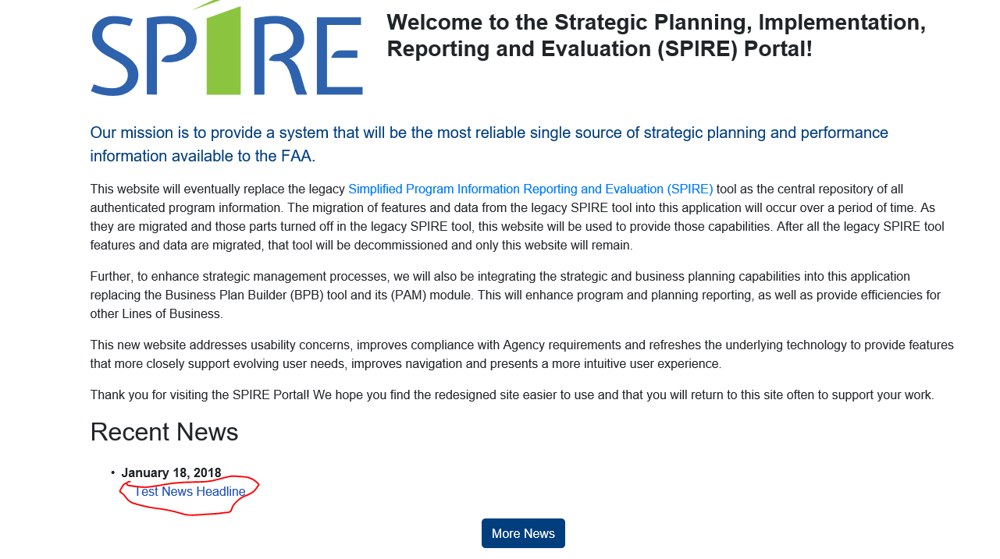 SPIRE
Welcome to the Strategic Planning, Implementation,
Reporting and Evaluation (SPIRE) Portal!
Our mission is to provide a system that will be the most reliable single source of strategic planning and performance
information available to the FAA.
This website will eventually replace the legacy Simplified Program Information Reporting and Evaluation (SPIRE) tool as the central repository of all
authenticated program information. The migration of features and data from the legacy SPIRE tool into this application will occur over a period of time. As
they are migrated and those parts turned off in the legacy SPIRE tool, this website will be used to provide those capabilities. After all the legacy SPIRE tool
features and data are migrated, that tool will be decommissioned and only this website will remain.
Further, to enhance strategic management processes, we will also be integrating the strategic and business planning capabilities into this application
replacing the Business Plan Builder (BPB) tool and its (PAM) module. This will enhance program and planning reporting, as well as provide efficiencies for
other Lines of Business.
This new website addresses usability concerns, improves compliance with Agency requirements and refreshes the underlying technology to provide features
that more closely support evolving user needs, improves navigation and presents a more intuitive user experience.
Thank you for visiting the SPIRE Portal! We hope you find the redesigned site easier to use and that you will return to this site often to support your work.
Recent News
• January 18, 2018
Test News Headline
More News